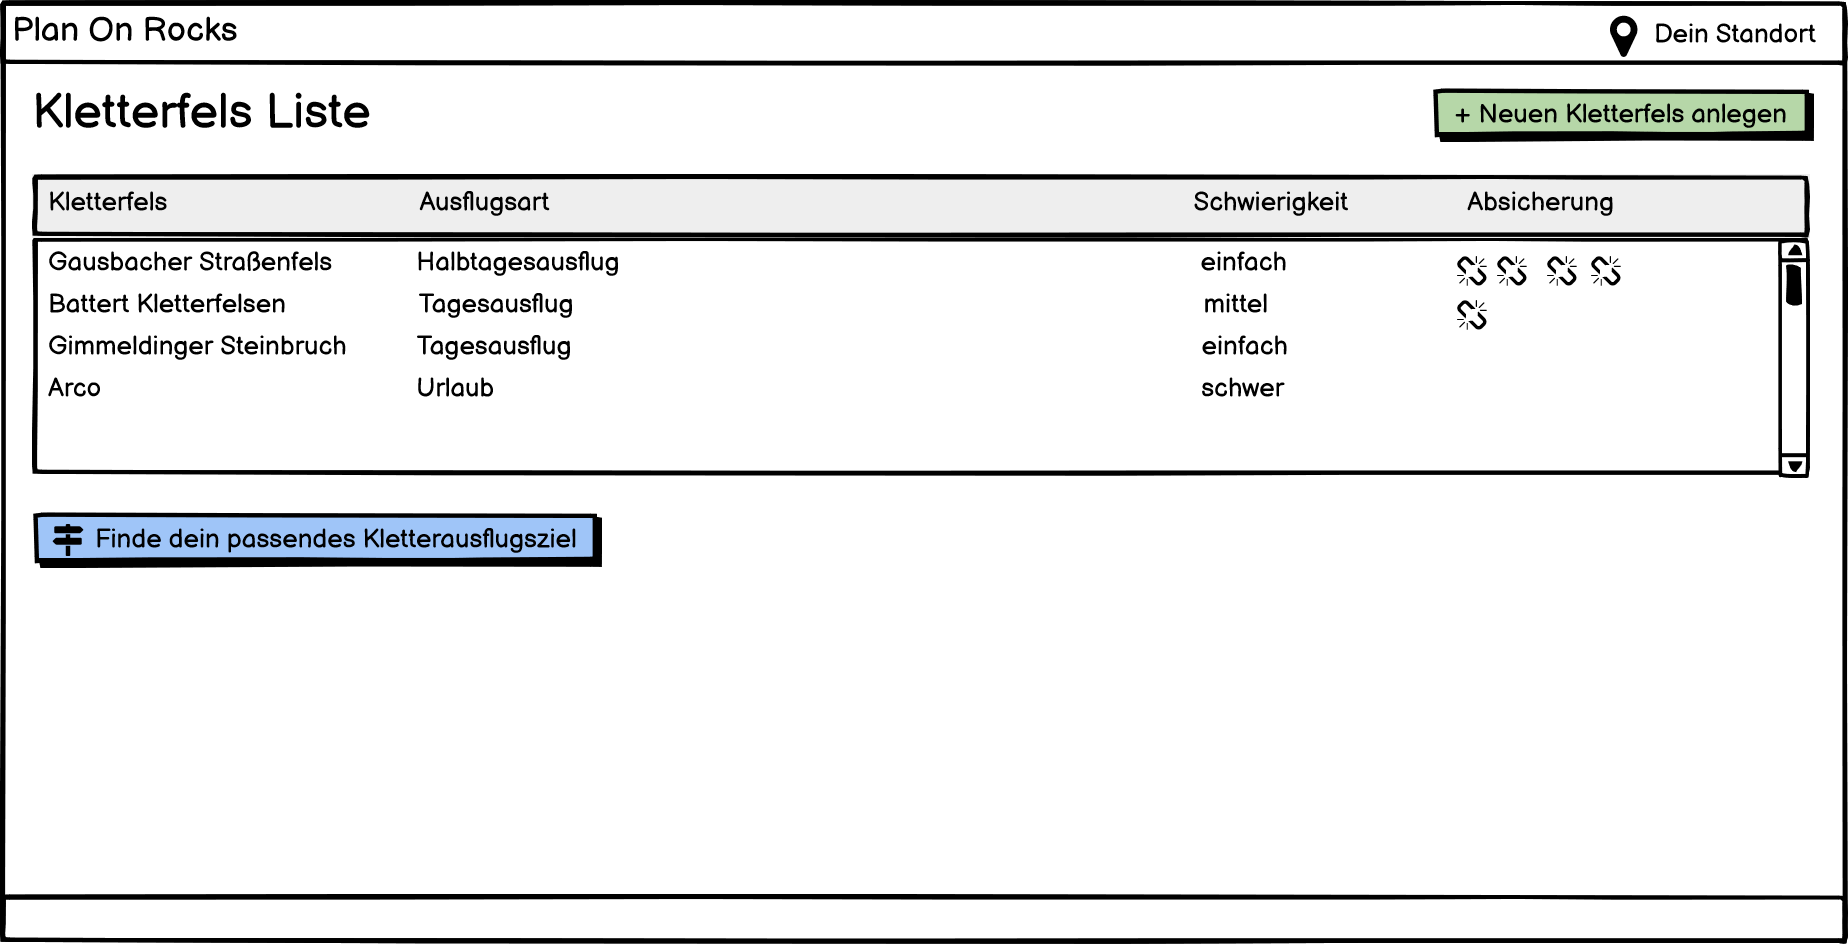 Plan On Rocks
Dein Standort
Kletterfels Liste
+ Neuen Kletterfels anlegen
Kletterfels Ausflugsart Schwierigkeit Absicherung
Gausbacher Straßenfels Halbtagesausflug einfach
Battert Kletterfelsen Tagesausflug mittel
Gimmeldinger Steinbruch Tagesausflug einfach
Arco Urlaub schwer
Finde dein passendes Kletterausflugsziel